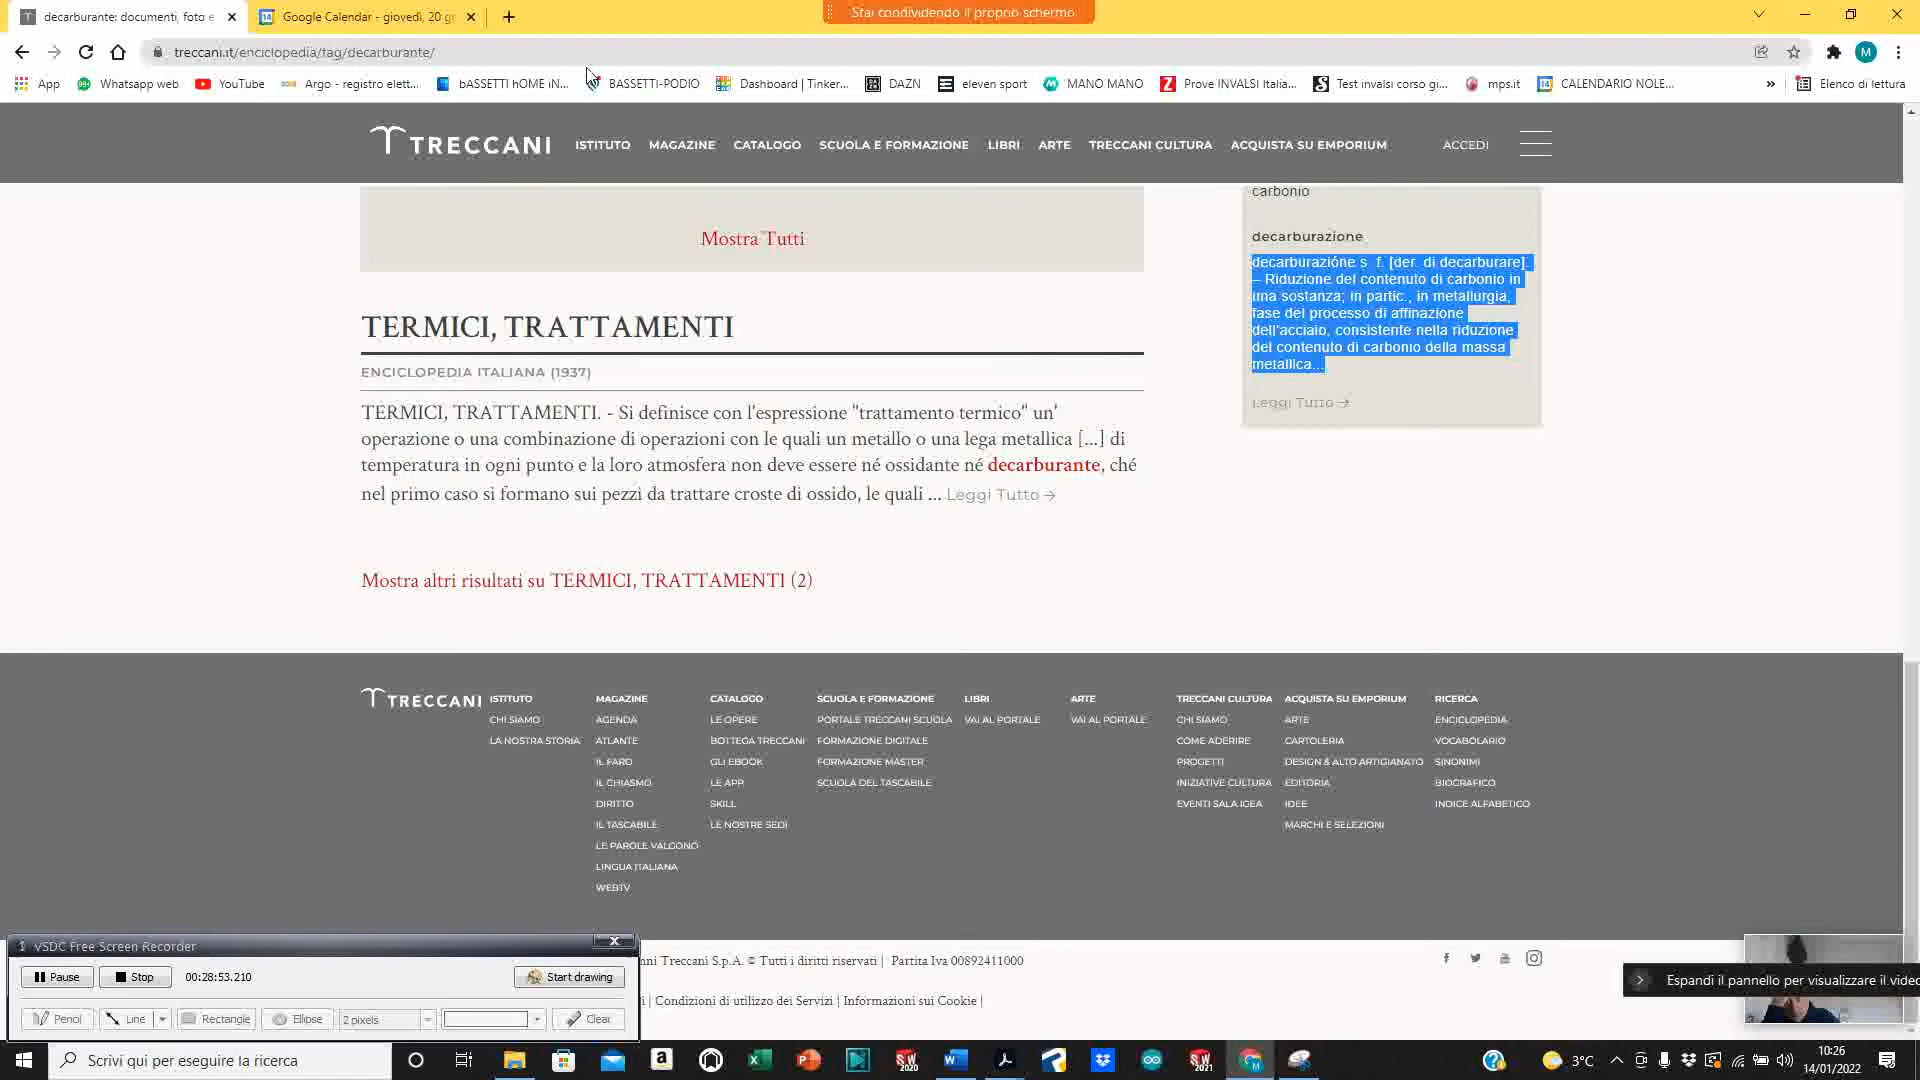 decarburante: documenti, foto e
Google Calendar - giovedì, 20 ge
Stai condividendo il proprio schermo
treccani.it/enciclopedia/tag/decarburante/
App
Whatsapp web
YouTube
Argo - registro elett...
bASSETTI hOME iN...
BASSETTI-PODIO
Dashboard | Tinker...
DAZN
eleven sport
MANO MANO
Prove INVALSI Italia...
Test invalsi corso gi...
mps.it
CALENDARIO NOLE...
»
Elenco di lettura
TRECCANI
ISTITUTO
MAGAZINE
CATALOGO
SCUOLA E FORMAZIONE
LIBRI
ARTE
TRECCANI CULTURA
ACQUISTA SU EMPORIUM
ACCEDI
Mostra Tutti
carbonio
decarburazione
decarburazióne s. f. [der. di decarburare].
– Riduzione del contenuto di carbonio in
una sostanza; in partic., in metallurgia,
fase del processo di affinazione
dell'acciaio, consistente nella riduzione
del contenuto di carbonio della massa
metallica...
Leggi Tutto →
TERMICI, TRATTAMENTI
ENCICLOPEDIA ITALIANA (1937)
TERMICI, TRATTAMENTI. - Si definisce con l'espressione "trattamento termico" un'
operazione o una combinazione di operazioni con le quali un metallo o una lega metallica [...] di
temperatura in ogni punto e la loro atmosfera non deve essere né ossidante né decarburante, ché
nel primo caso si formano sui pezzi da trattare croste di ossido, le quali ... Leggi Tutto →
Mostra altri risultati su TERMICI, TRATTAMENTI (2)
TRECCANI
ISTITUTO
CHI SIAMO
LA NOSTRA STORIA
MAGAZINE
AGENDA
ATLANTE
IL FARO
IL CHIASMO
DIRITTO
IL TASCABILE
LE PAROLE VALGONO
LINGUA ITALIANA
WEBTV
CATALOGO
LE OPERE
BOTTEGA TRECCANI
GLI EBOOK
LE APP
SKILL
LE NOSTRE SEDI
SCUOLA E FORMAZIONE
PORTALE TRECCANI SCUOLA
FORMAZIONE DIGITALE
FORMAZIONE MASTER
SCUOLA DEL TASCABILE
LIBRI
VAI AL PORTALE
ARTE
VAI AL PORTALE
TRECCANI CULTURA
CHI SIAMO
COME ADERIRE
PROGETTI
INIZIATIVE CULTURA
EVENTI SALA IGEA
ACQUISTA SU EMPORIUM
ARTE
CARTOLERIA
DESIGN & ALTO ARTIGIANATO
EDITORIA
IDEE
MARCHI E SELEZIONI
RICERCA
ENCICLOPEDIA
VOCABOLARIO
SINONIMI
BIOGRAFICO
INDICE ALFABETICO
VSDC Free Screen Recorder
Pause
Stop
00:28:53.210
Start drawing
Pencil
Line
Rectangle
Ellipse
2 pixels
Clear
nni Treccani S.p.A. © Tutti i diritti riservati | Partita Iva 00892411000
| Condizioni di utilizzo dei Servizi | Informazioni sui Cookie |
Espandi il pannello per visualizzare il video
Scrivi qui per eseguire la ricerca
3°C
10:26
14/01/2022